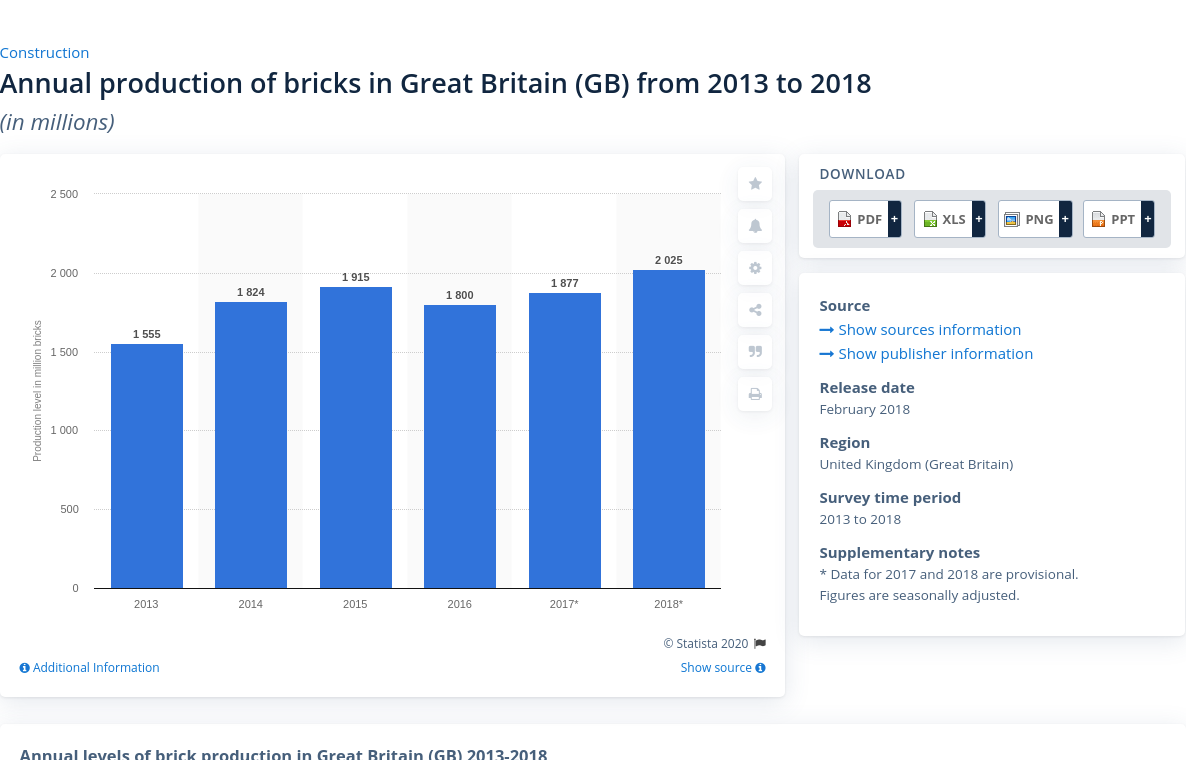 Construction
Annual production of bricks in Great Britain (GB) from 2013 to 2018
(in millions)
Production level in million bricks
2 500
2 000
1 500
1 000
500
0
1 555
1 824
1 915
1 800
1 877
2 025
2013
2014
2015
2016
2017*
2018*
© Statista 2020
Additional Information
Show source
DOWNLOAD
PDF +
XLS +
PNG +
PPT +
Source
Show sources information
Show publisher information
Release date
February 2018
Region
United Kingdom (Great Britain)
Survey time period
2013 to 2018
Supplementary notes
* Data for 2017 and 2018 are provisional.
Figures are seasonally adjusted.
Annual levels of brick production in Great Britain (GB) 2013-2018